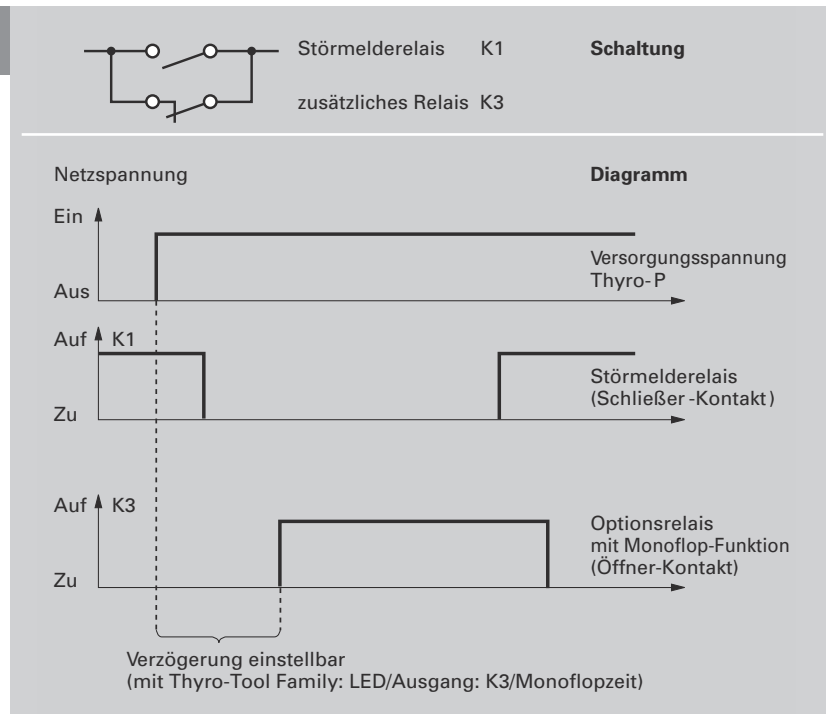 Störmelderelais K1 Schaltung
zusätzliches Relais K3
Netzspannung Diagramm
Ein
Versorgungsspannung
Thyro-P
Aus
Auf K1
Störmelderelais
(Schließer-Kontakt)
Zu
Auf K3
Optionsrelais
mit Monoflop-Funktion
(Öffner-Kontakt)
Zu
Verzögerung einstellbar
(mit Thyro-Tool Family: LED/Ausgang: K3/Monoflopzeit)